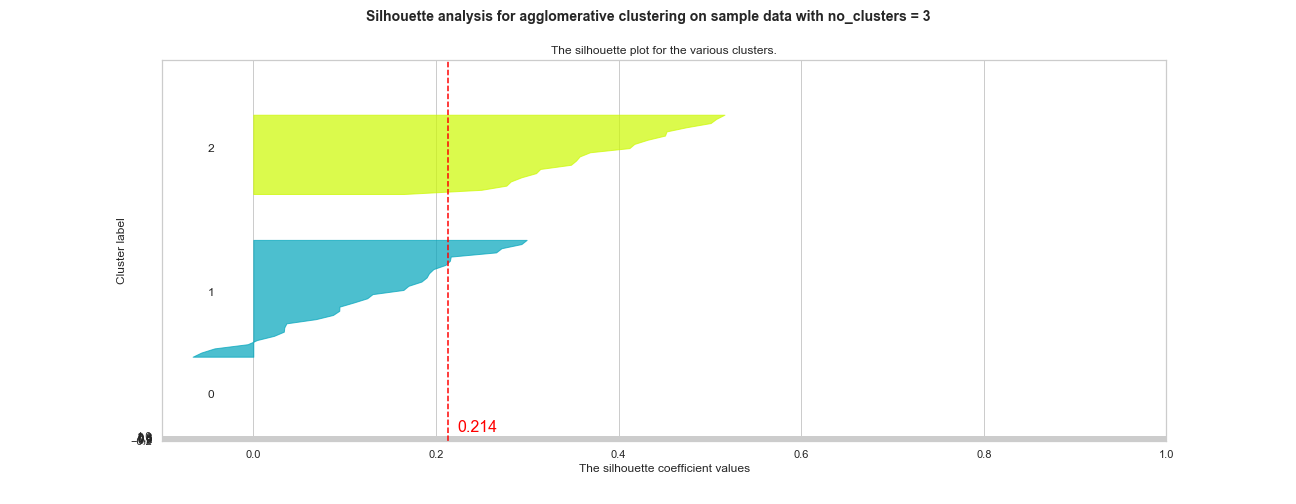 Silhouette analysis for agglomerative clustering on sample data with no_clusters = 3
The silhouette plot for the various clusters.
2
Cluster label
1
0
0.214
0.0 0.2 0.4 0.6 0.8 1.0
The silhouette coefficient values